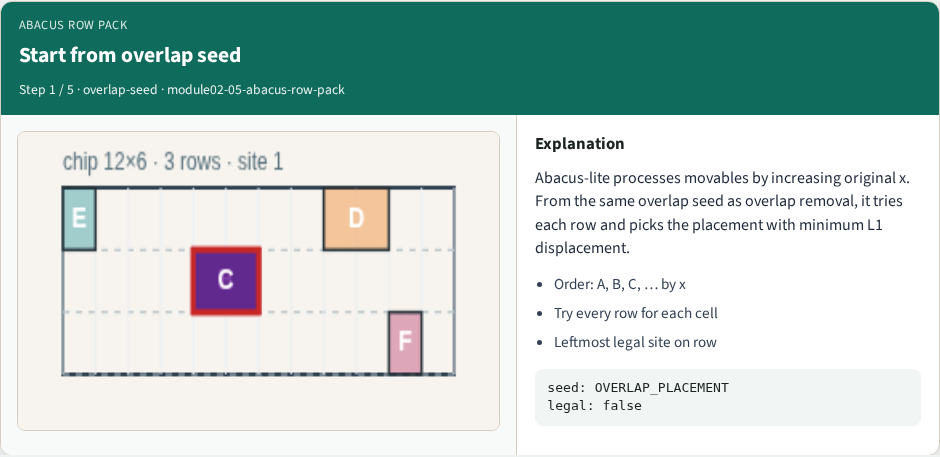 ABACUS ROW PACK
Start from overlap seed
Step 1 / 5 · overlap-seed · module02-05-abacus-row-pack
chip 12×6 · 3 rows · site 1
E
D
C
F
Explanation
Abacus-lite processes movables by increasing original x.
From the same overlap seed as overlap removal, it tries
each row and picks the placement with minimum L1
displacement.
• Order: A, B, C, … by x
• Try every row for each cell
• Leftmost legal site on row
seed: OVERLAP_PLACEMENT
legal: false